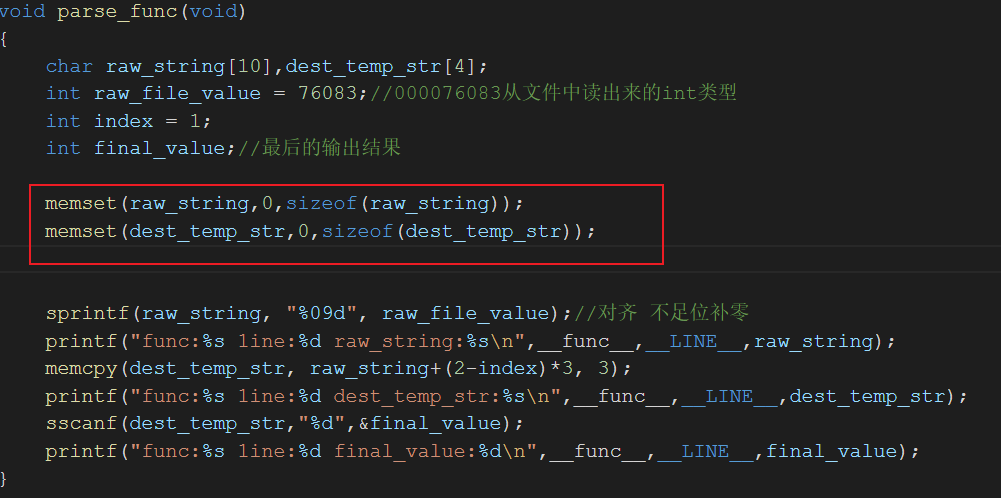 void parse_func(void)
{
    char raw_string[10],dest_temp_str[4];
    int raw_file_value = 76083;//000076083从文件中读出来的int类型
    int index = 1;
    int final_value;//最后的输出结果
    memset(raw_string,0,sizeof(raw_string));
    memset(dest_temp_str,0,sizeof(dest_temp_str));
    sprintf(raw_string, "%09d", raw_file_value);//对齐 不足位补零
    printf("func:%s line:%d raw_string:%s\n",__func__,__LINE__,raw_string);
    memcpy(dest_temp_str, raw_string+(2-index)*3, 3);
    printf("func:%s line:%d dest_temp_str:%s\n",__func__,__LINE__,dest_temp_str);
    sscanf(dest_temp_str,"%d",&final_value);
    printf("func:%s line:%d final_value:%d\n",__func__,__LINE__,final_value);
}